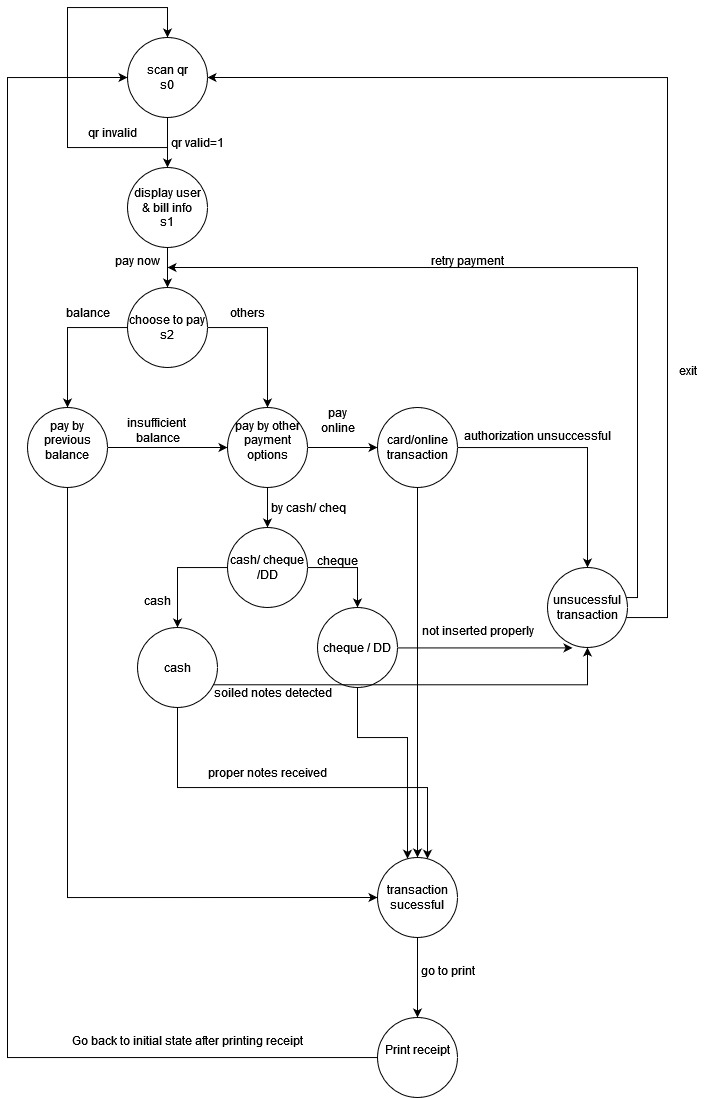 scan qr
s0
qr invalid
qr valid=1
display user
& bill info
s1
pay now
retry payment
balance
choose to pay
s2
others
exit
pay by
previous
balance
insufficient
balance
pay by other
payment
options
pay
online
card/online
transaction
authorization unsuccessful
by cash/ cheq
cash/ cheque
/DD
cheque
cash
unsucessful
transaction
not inserted properly
cheque / DD
cash
soiled notes detected
proper notes received
transaction
sucessful
go to print
Go back to initial state after printing receipt
Print receipt